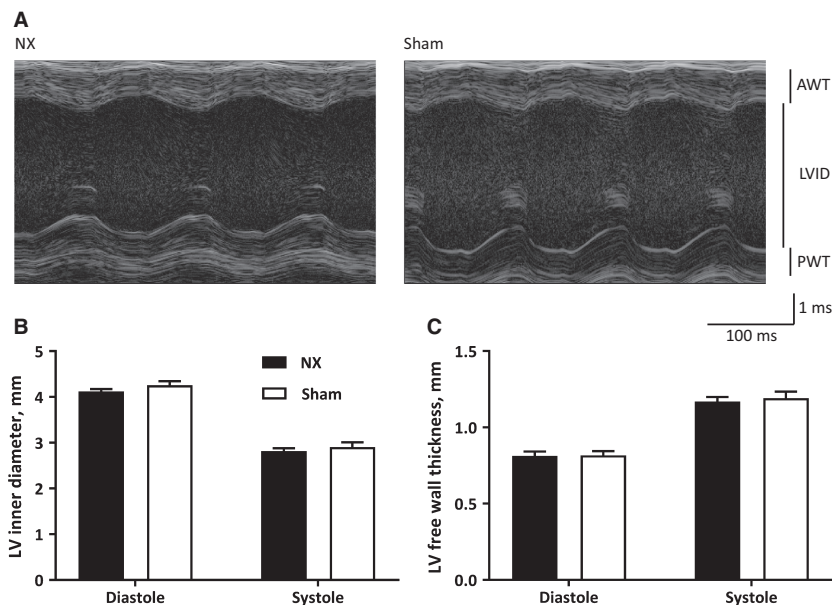 A
NX
Sham
AWT
LVID
PWT
1 ms
100 ms
B
LV inner diameter, mm
5
4
3
2
1
0
NX
Sham
Diastole
Systole
C
LV free wall thickness, mm
1.5
1.0
0.5
0.0
Diastole
Systole